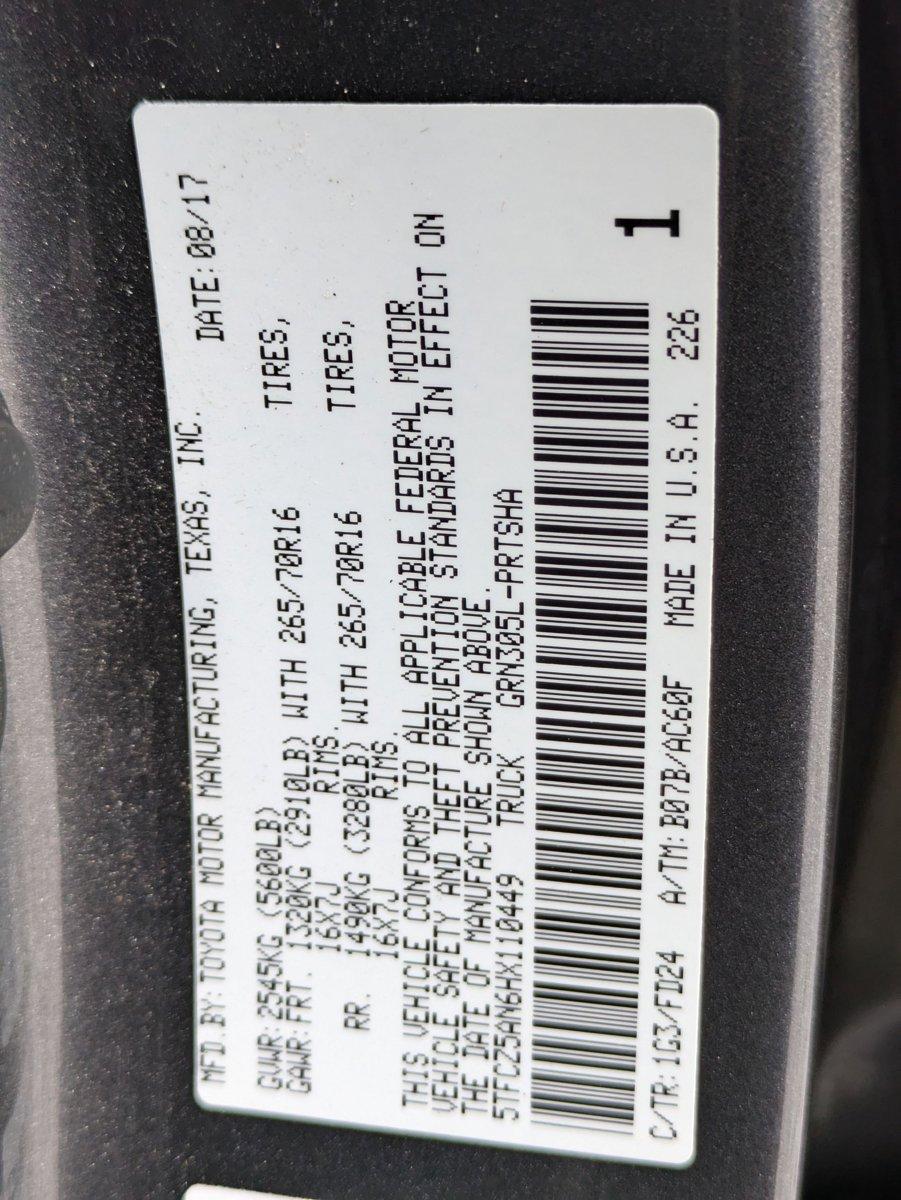 MFD.BY:TOYOTA MOTOR MANUFACTURING, TEXAS, INC. DATE:08/17
GVWR:2545KG (5600LB)
GAWR:FRT. 1320KG (2910LB) WITH 265/70R16 TIRES,
16X7J RIMS,
RR. 1490KG (3280LB) WITH 265/70R16 TIRES,
16X7J RIMS.
THIS VEHICLE CONFORMS TO ALL APPLICABLE FEDERAL MOTOR
VEHICLE SAFETY AND THEFT PREVENTION STANDARDS IN EFFECT ON
THE DATE OF MANUFACTURE SHOWN ABOVE.
5TFCZ5AN6HX110449 TRUCK GRN305L-PRTSHA
1
C/TR:1G3/FD24 A/TM:B07B/AC60F MADE IN U.S.A. 226